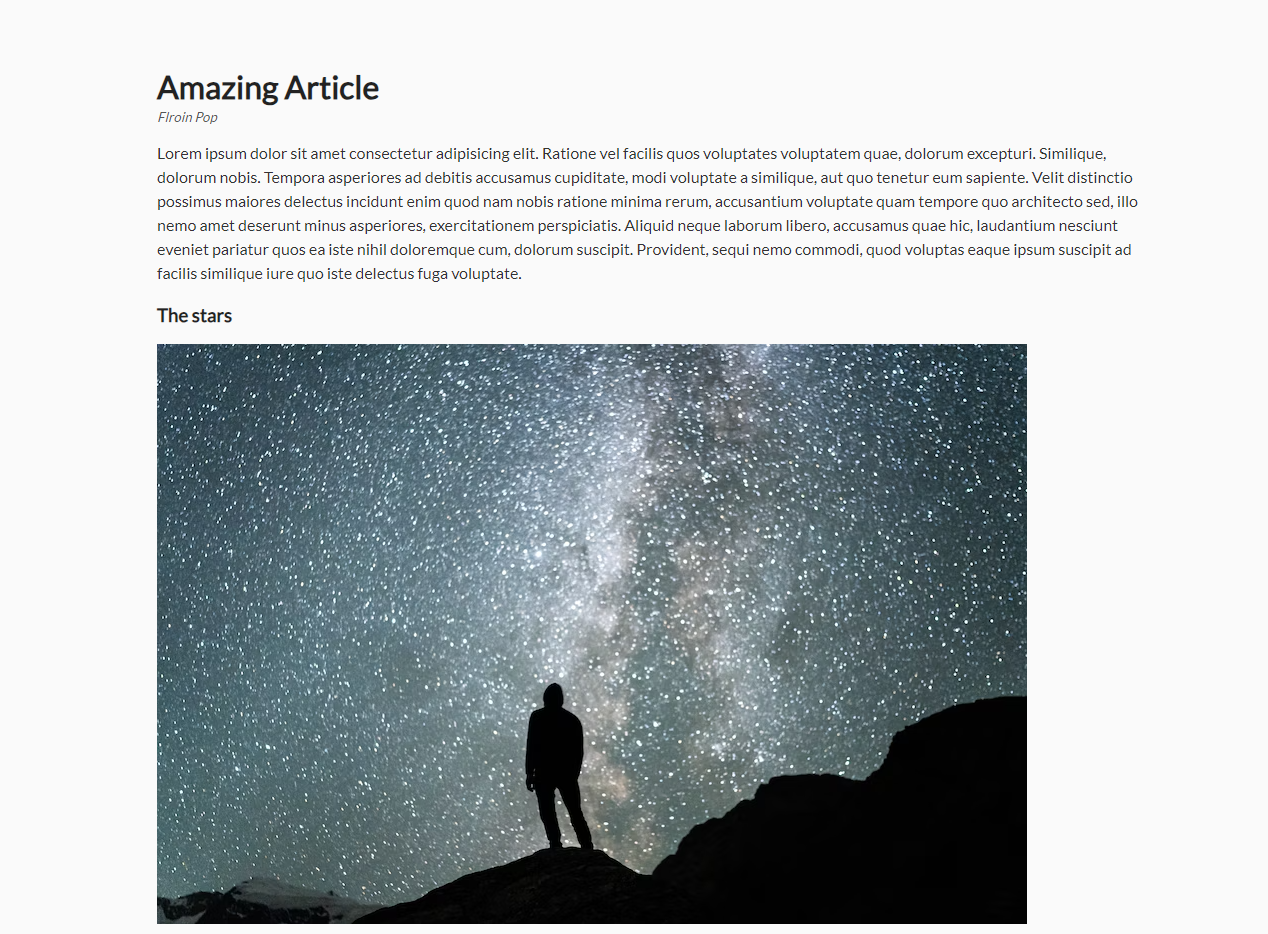 Amazing Article
Flroin Pop
Lorem ipsum dolor sit amet consectetur adipisicing elit. Ratione vel facilis quos voluptates voluptatem quae, dolorum excepturi. Similique,
dolorum nobis. Tempora asperiores ad debitis accusamus cupiditate, modi voluptate a similique, aut quo tenetur eum sapiente. Velit distinctio
possimus maiores delectus incidunt enim quod nam nobis ratione minima rerum, accusantium voluptate quam tempore quo architecto sed, illo
nemo amet deserunt minus asperiores, exercitationem perspiciatis. Aliquid neque laborum libero, accusamus quae hic, laudantium nesciunt
eveniet pariatur quos ea iste nihil doloremque cum, dolorum suscipit. Provident, sequi nemo commodi, quod voluptas eaque ipsum suscipit ad
facilis similique iure quo iste delectus fuga voluptate.
The stars